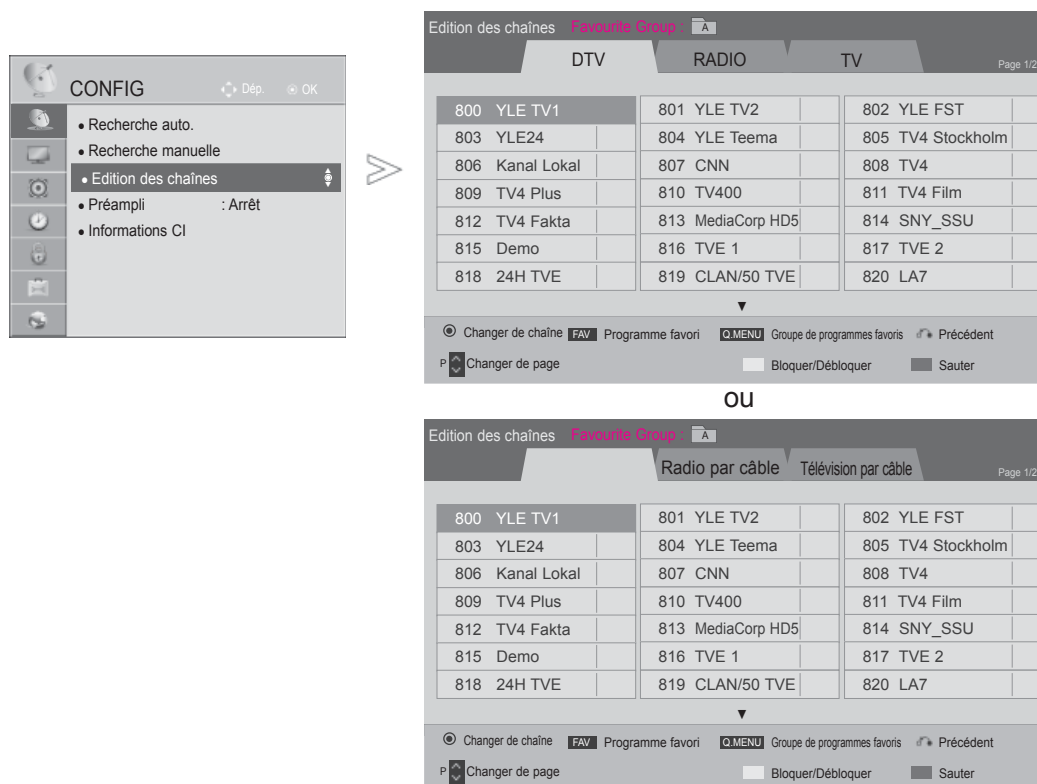 CONFIG Dép. OK
Recherche auto.
Recherche manuelle
Edition des chaînes
Préampli : Arrêt
Informations CI
Edition des chaînes Favourite Group : A
DTV RADIO TV Page 1/2
800 YLE TV1 801 YLE TV2 802 YLE FST
803 YLE24 804 YLE Teema 805 TV4 Stockholm
806 Kanal Lokal 807 CNN 808 TV4
809 TV4 Plus 810 TV400 811 TV4 Film
812 TV4 Fakta 813 MediaCorp HD5 814 SNY_SSU
815 Demo 816 TVE 1 817 TVE 2
818 24H TVE 819 CLAN/50 TVE 820 LA7
Changer de chaîne FAV Programme favori Q.MENU Groupe de programmes favoris Précédent
P Changer de page Bloquer/Débloquer Sauter
ou
Edition des chaînes Favourite Group : A
Radio par câble Télévision par câble Page 1/2
800 YLE TV1 801 YLE TV2 802 YLE FST
803 YLE24 804 YLE Teema 805 TV4 Stockholm
806 Kanal Lokal 807 CNN 808 TV4
809 TV4 Plus 810 TV400 811 TV4 Film
812 TV4 Fakta 813 MediaCorp HD5 814 SNY_SSU
815 Demo 816 TVE 1 817 TVE 2
818 24H TVE 819 CLAN/50 TVE 820 LA7
Changer de chaîne FAV Programme favori Q.MENU Groupe de programmes favoris Précédent
P Changer de page Bloquer/Débloquer Sauter